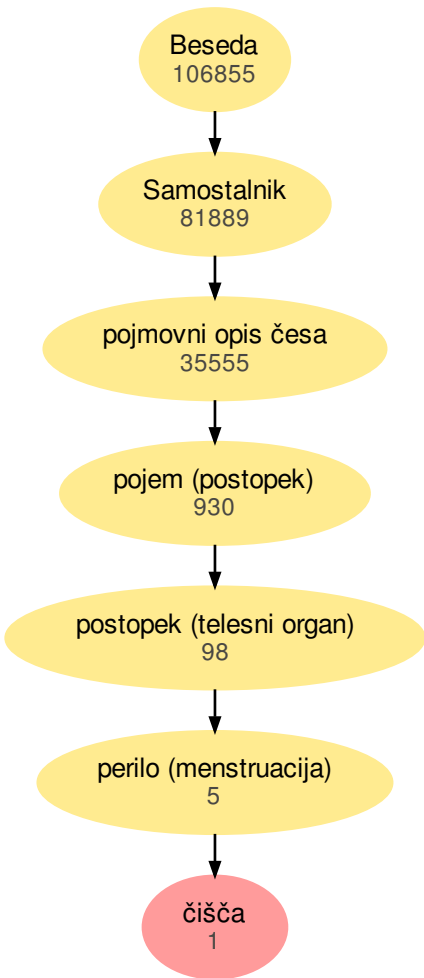 Beseda
106855
Samostalnik
81889
pojmovni opis česa
35555
pojem (postopek)
930
postopek (telesni organ)
98
perilo (menstruacija)
5
čišča
1